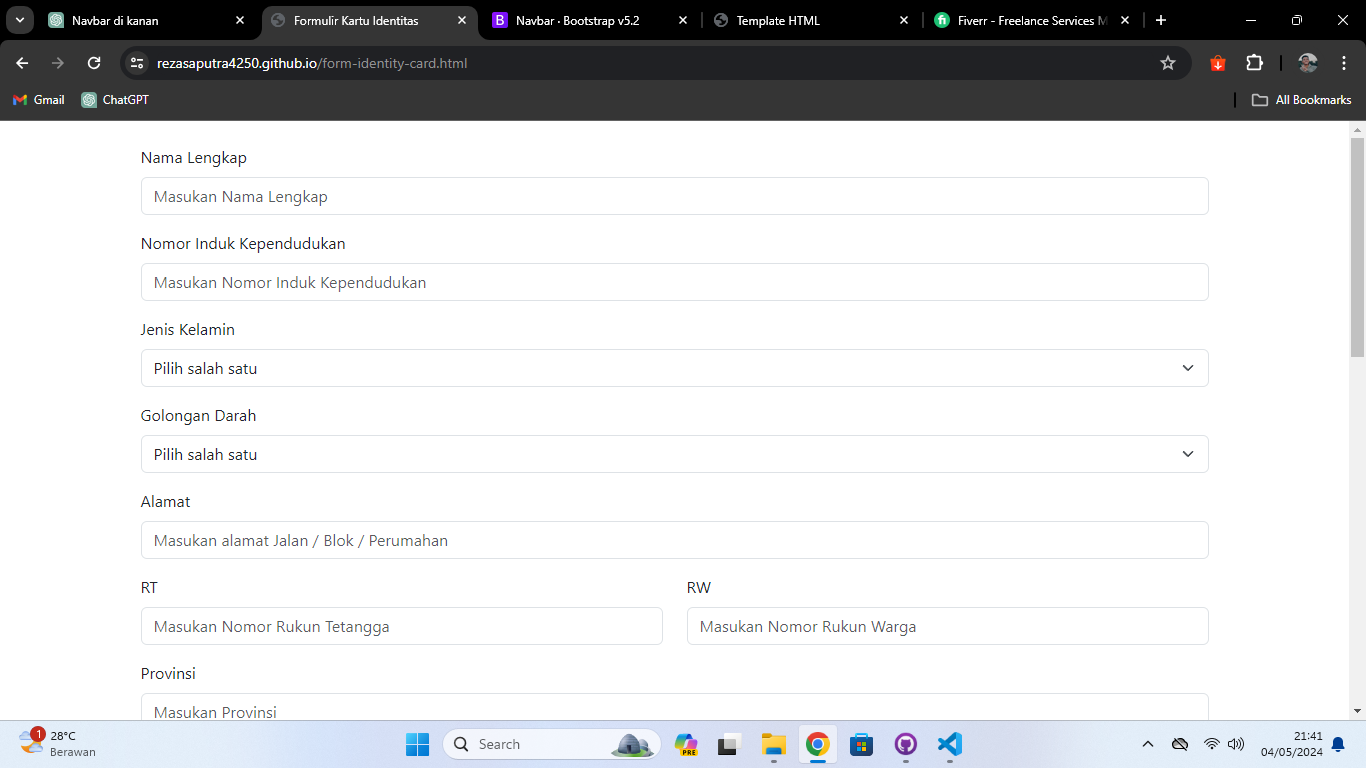 Navbar di kanan
Formulir Kartu Identitas
Navbar · Bootstrap v5.2
Template HTML
Fiverr - Freelance Services M
rezasaputra4250.github.io/form-identity-card.html
Gmail
ChatGPT
All Bookmarks
Nama Lengkap
Masukan Nama Lengkap
Nomor Induk Kependudukan
Masukan Nomor Induk Kependudukan
Jenis Kelamin
Pilih salah satu
Golongan Darah
Pilih salah satu
Alamat
Masukan alamat Jalan / Blok / Perumahan
RT
RW
Masukan Nomor Rukun Tetangga
Masukan Nomor Rukun Warga
Provinsi
Masukan Provinsi
1
28°C
Berawan
Search
PRE
21:41
04/05/2024